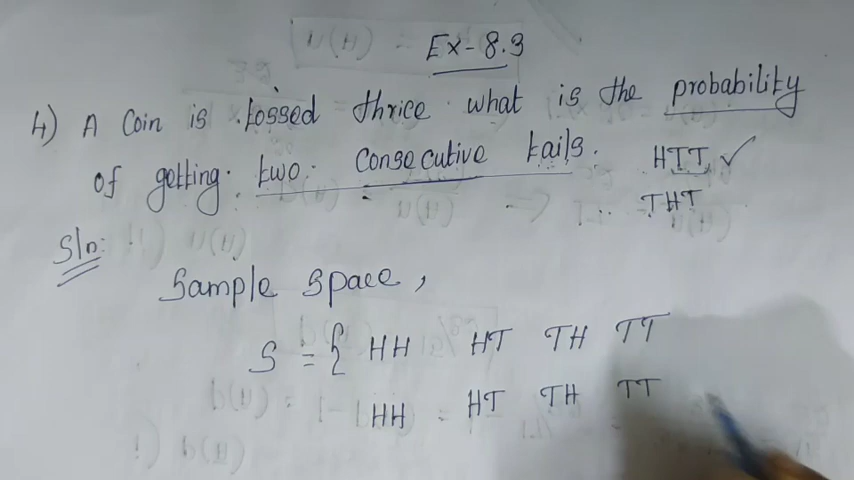 Ex-8.3
4) A Coin is tossed thrice. what is the probability
of getting two consecutive tails.
HTT ✓
THT
Sln:
Sample Space,
S = { HH HT TH TT
HH HT TH TT